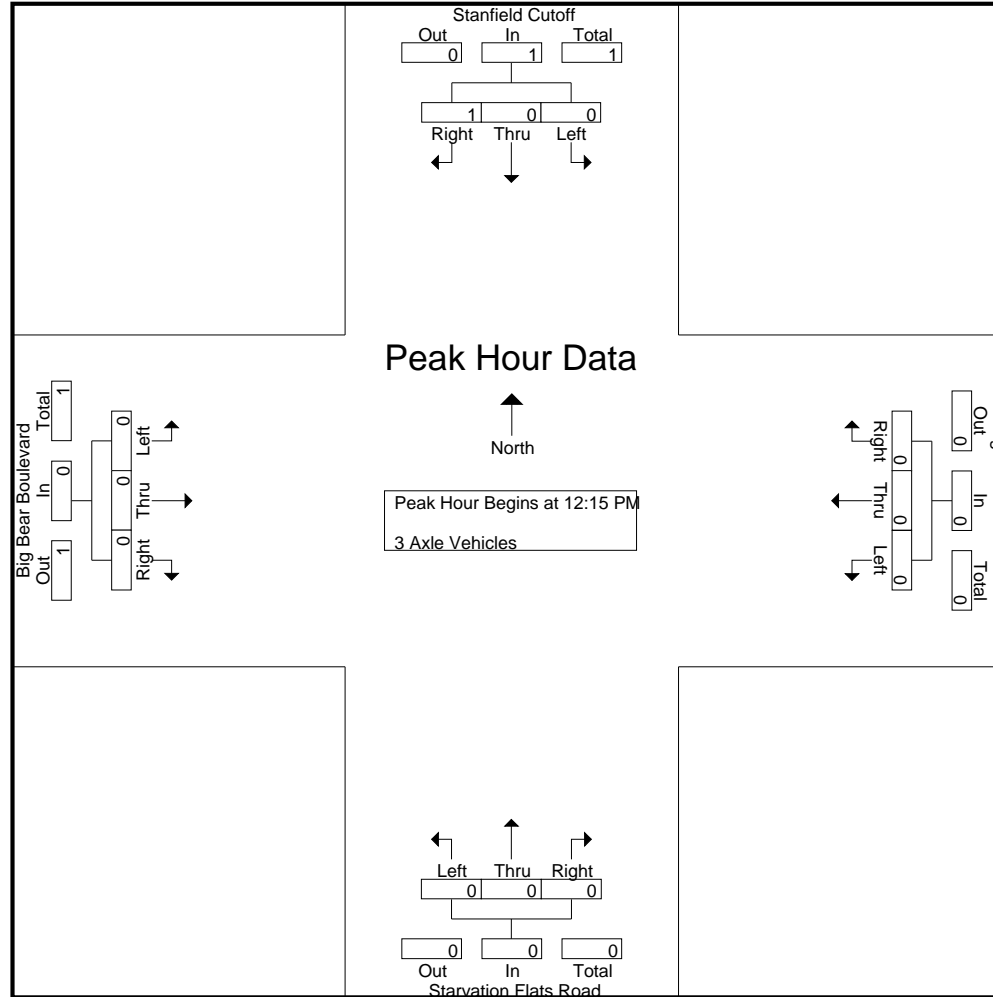 Stanfield Cutoff
Out In Total
0 1 1
1 0 0
Right Thru Left
Peak Hour Data
North
Peak Hour Begins at 12:15 PM
3 Axle Vehicles
Big Bear Boulevard
Out In Total
1 0 1
Right Thru Left
0 0 0
Right Thru Left
0 0 0
Out In Total
0 0 0
Left Thru Right
0 0 0
0 0 0
Out In Total
Starvation Flats Road